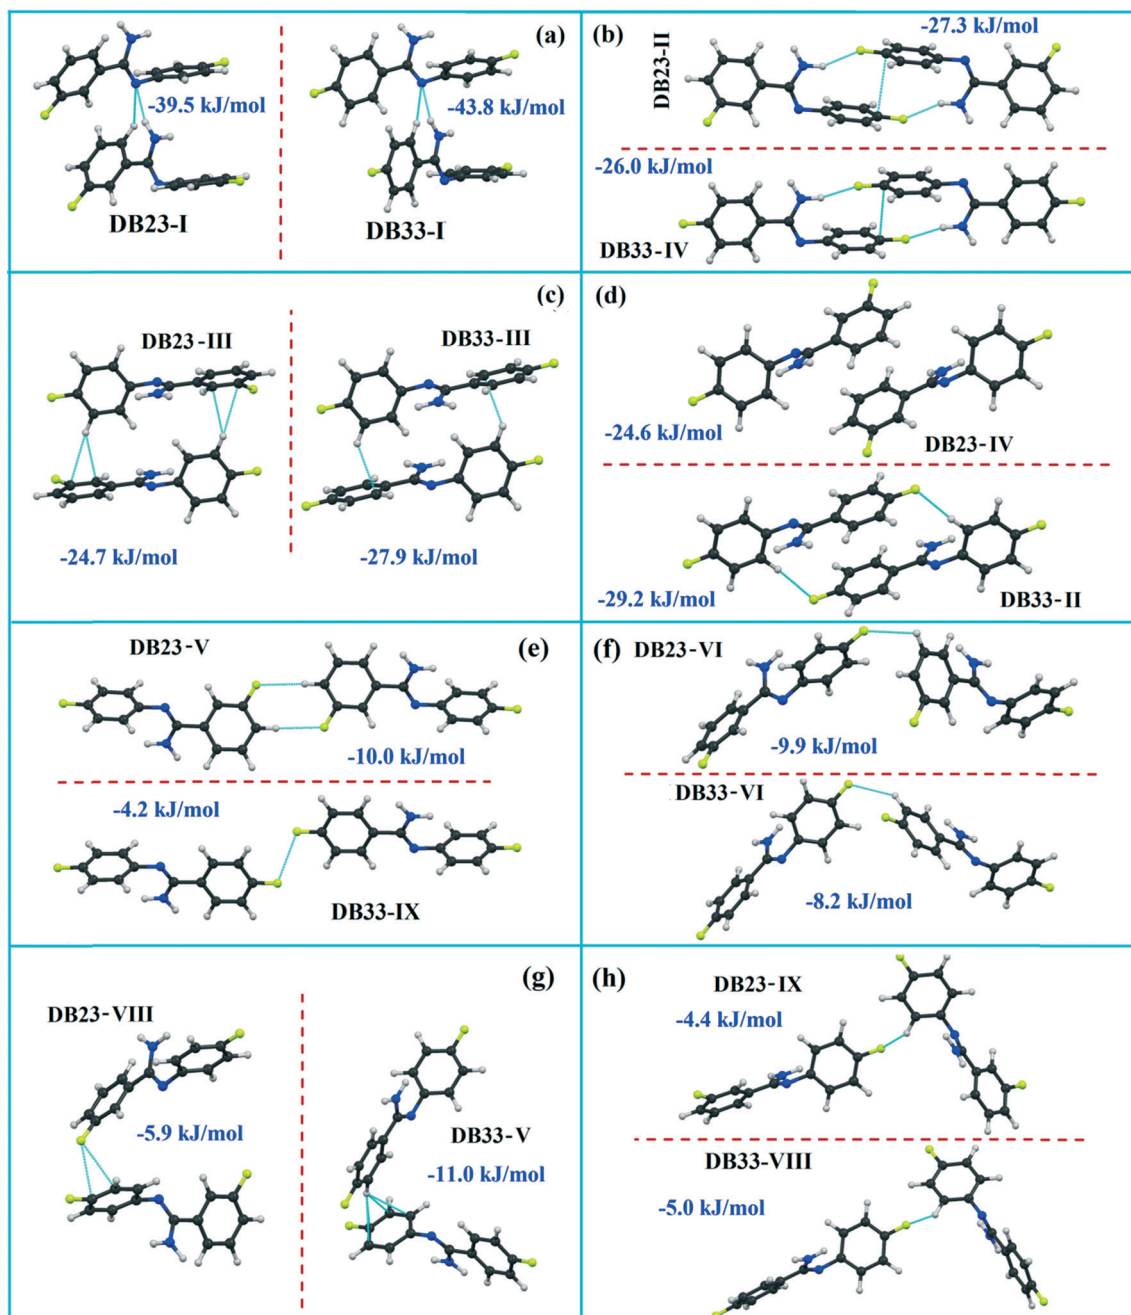 (a)
-39.5 kJ/mol
-43.8 kJ/mol
DB23-I
DB33-I
(b)
-27.3 kJ/mol
DB23-II
-26.0 kJ/mol
DB33-IV
(c)
DB23-III
DB33-III
-24.7 kJ/mol
-27.9 kJ/mol
(d)
-24.6 kJ/mol
DB23-IV
-29.2 kJ/mol
DB33-II
(e)
DB23-V
-10.0 kJ/mol
-4.2 kJ/mol
DB33-IX
(f)
DB23-VI
-9.9 kJ/mol
DB33-VI
-8.2 kJ/mol
(g)
DB23-VIII
-5.9 kJ/mol
DB33-V
-11.0 kJ/mol
(h)
DB23-IX
-4.4 kJ/mol
DB33-VIII
-5.0 kJ/mol